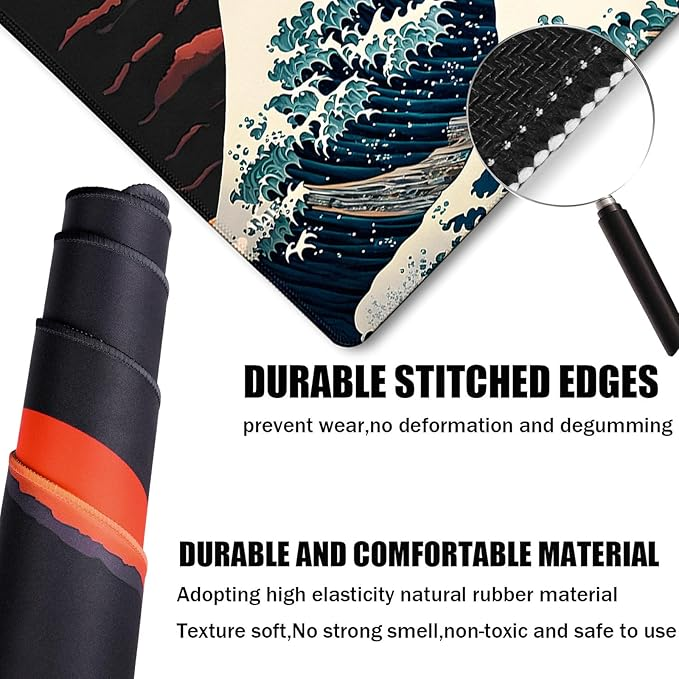 DURABLE STITCHED EDGES
prevent wear,no deformation and degumming
DURABLE AND COMFORTABLE MATERIAL
Adopting high elasticity natural rubber material
Texture soft,No strong smell,non-toxic and safe to use